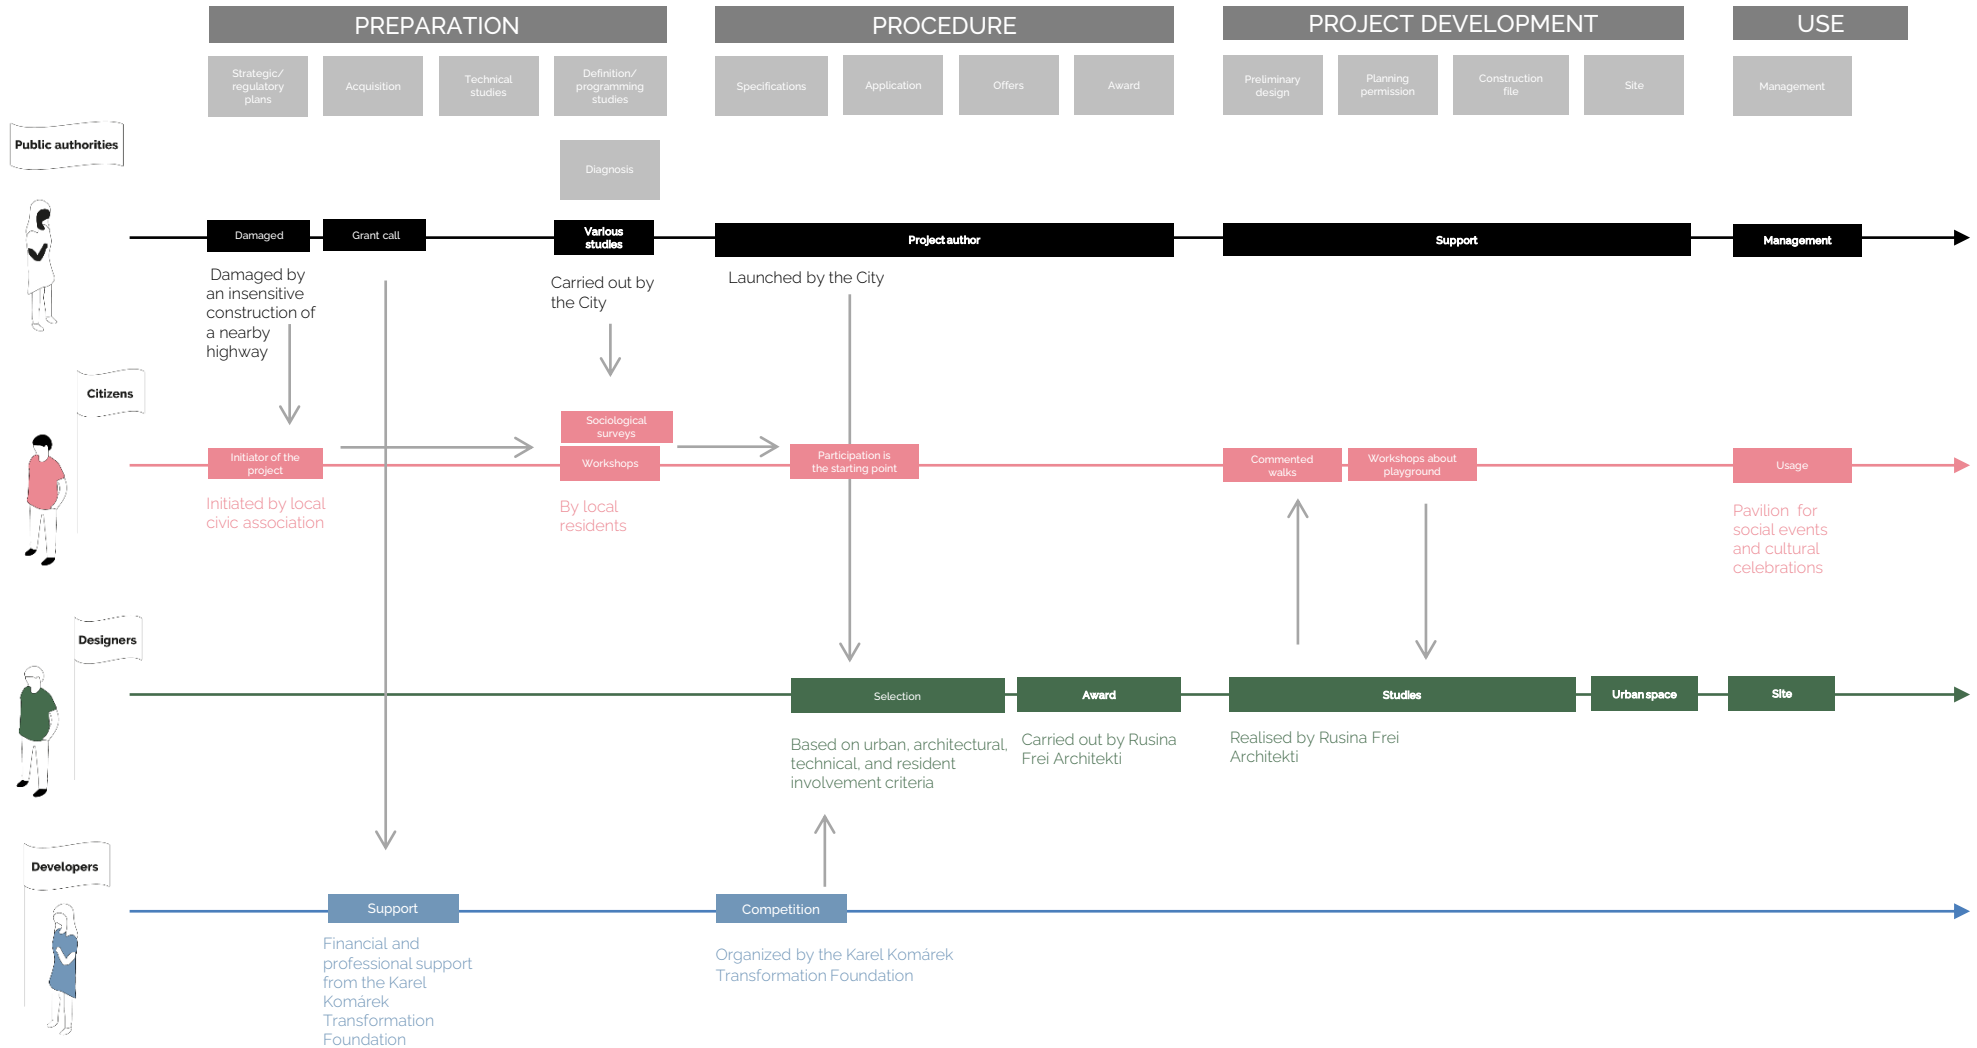 PREPARATION
PROCEDURE
PROJECT DEVELOPMENT
USE
Strategic/
regulatory
plans
Acquisition
Technical
studies
Definition/
programming
studies
Specifications
Application
Offers
Award
Preliminary
design
Planning
permission
Construction
file
Site
Management
Public authorities
Diagnosis
Damaged
Grant call
Various
studies
Project author
Support
Management
Damaged by
an insensitive
construction of
a nearby
highway
Carried out by
the City
Launched by the City
Citizens
Sociological
surveys
Initiator of the
project
Workshops
Participation is
the starting point
Commented
walks
Workshops about
playground
Usage
Initiated by local
civic association
By local
residents
Pavilion for
social events
and cultural
celebrations
Designers
Selection
Award
Studies
Urban space
Site
Based on urban, architectural,
technical, and resident
involvement criteria
Carried out by Rusina
Frei Architekti
Realised by Rusina Frei
Architekti
Developers
Support
Competition
Financial and
professional support
from the Karel
Komárek
Transformation
Foundation
Organized by the Karel Komárek
Transformation Foundation